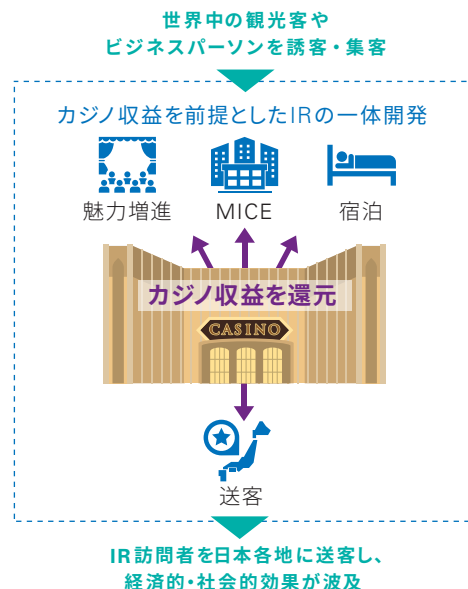 世界中の観光客や
ビジネスパーソンを誘客・集客
カジノ収益を前提としたIRの一体開発
魅力増進
MICE
宿泊
カジノ収益を還元
CASINO
送客
IR訪問者を日本各地に送客し、
経済的・社会的効果が波及